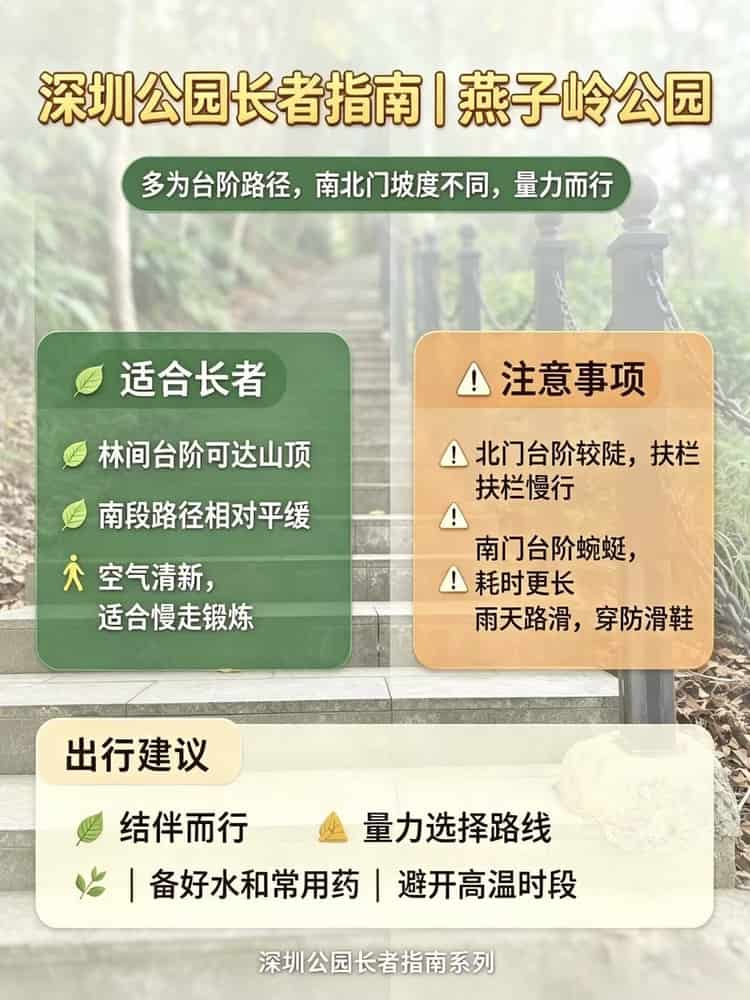 深圳公园长者指南 | 燕子岭公园
多为台阶路径，南北门坡度不同，量力而行
适合长者
林间台阶可达山顶
南段路径相对平缓
空气清新，
适合慢走锻炼
注意事项
北门台阶较陡，扶栏
扶栏慢行
南门台阶蜿蜒，
耗时更长
雨天路滑，穿防滑鞋
出行建议
结伴而行 量力选择路线
| 备好水和常用药 | 避开高温时段
深圳公园长者指南系列